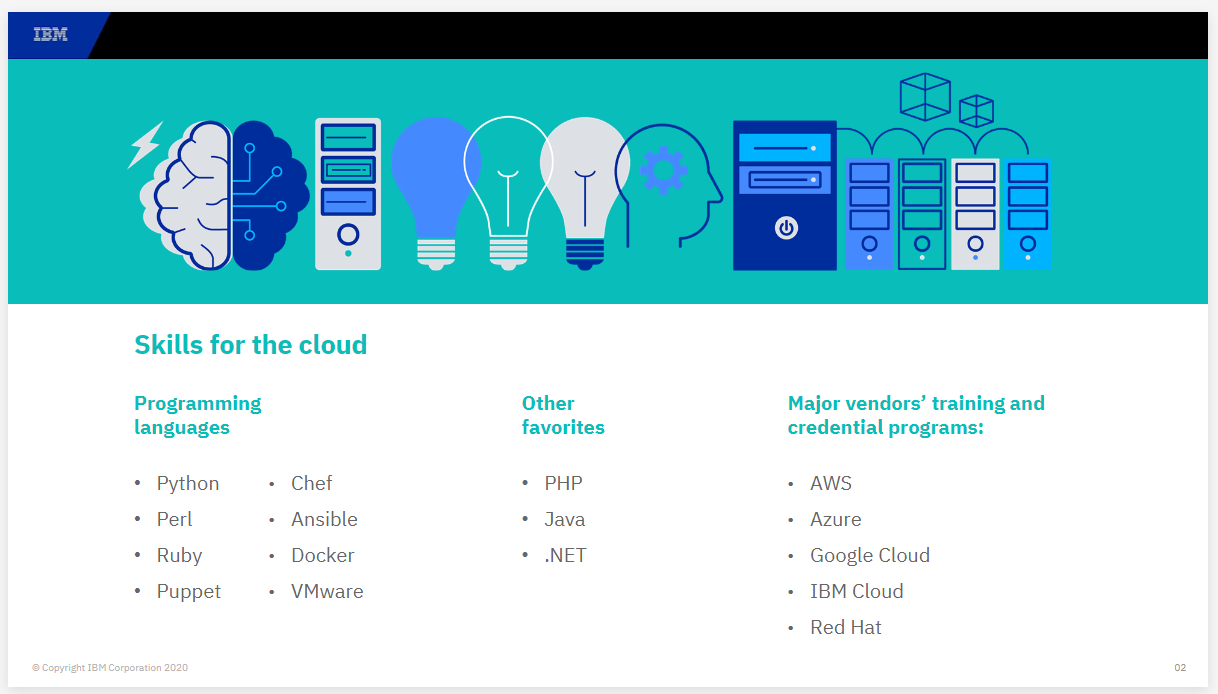 IBM
Skills for the cloud
Programming
languages
• Python
• Perl
• Ruby
• Puppet
• Chef
• Ansible
• Docker
• VMware
Other
favorites
• PHP
• Java
• .NET
Major vendors’ training and
credential programs:
• AWS
• Azure
• Google Cloud
• IBM Cloud
• Red Hat
© Copyright IBM Corporation 2020
02